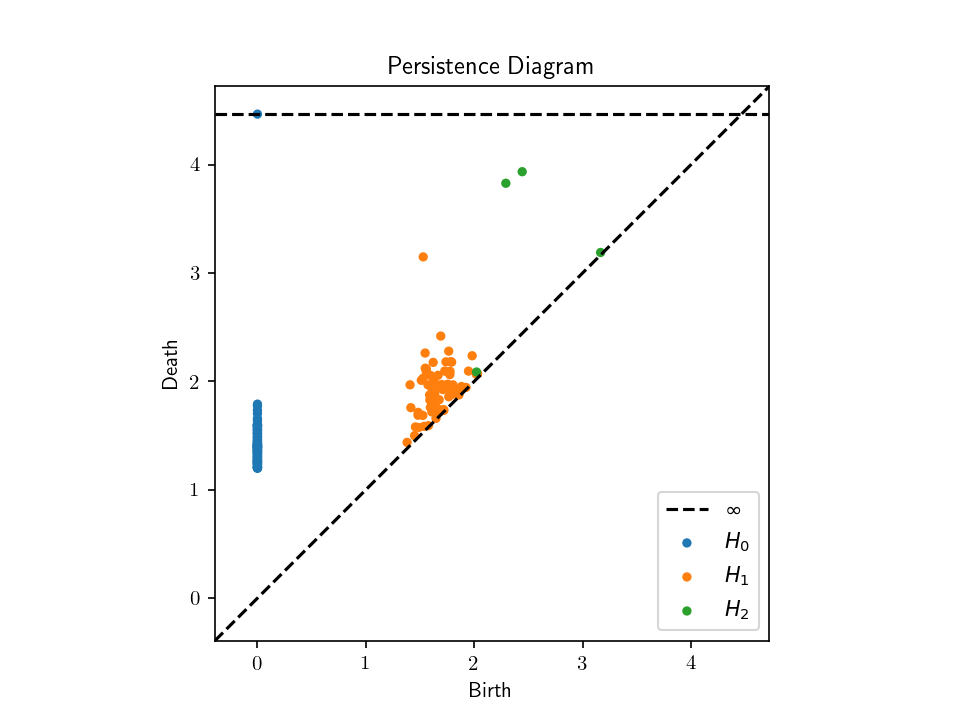 Persistence Diagram
Death
4
3
2
1
0
0 1 2 3 4
Birth
∞
H₀
H₁
H₂